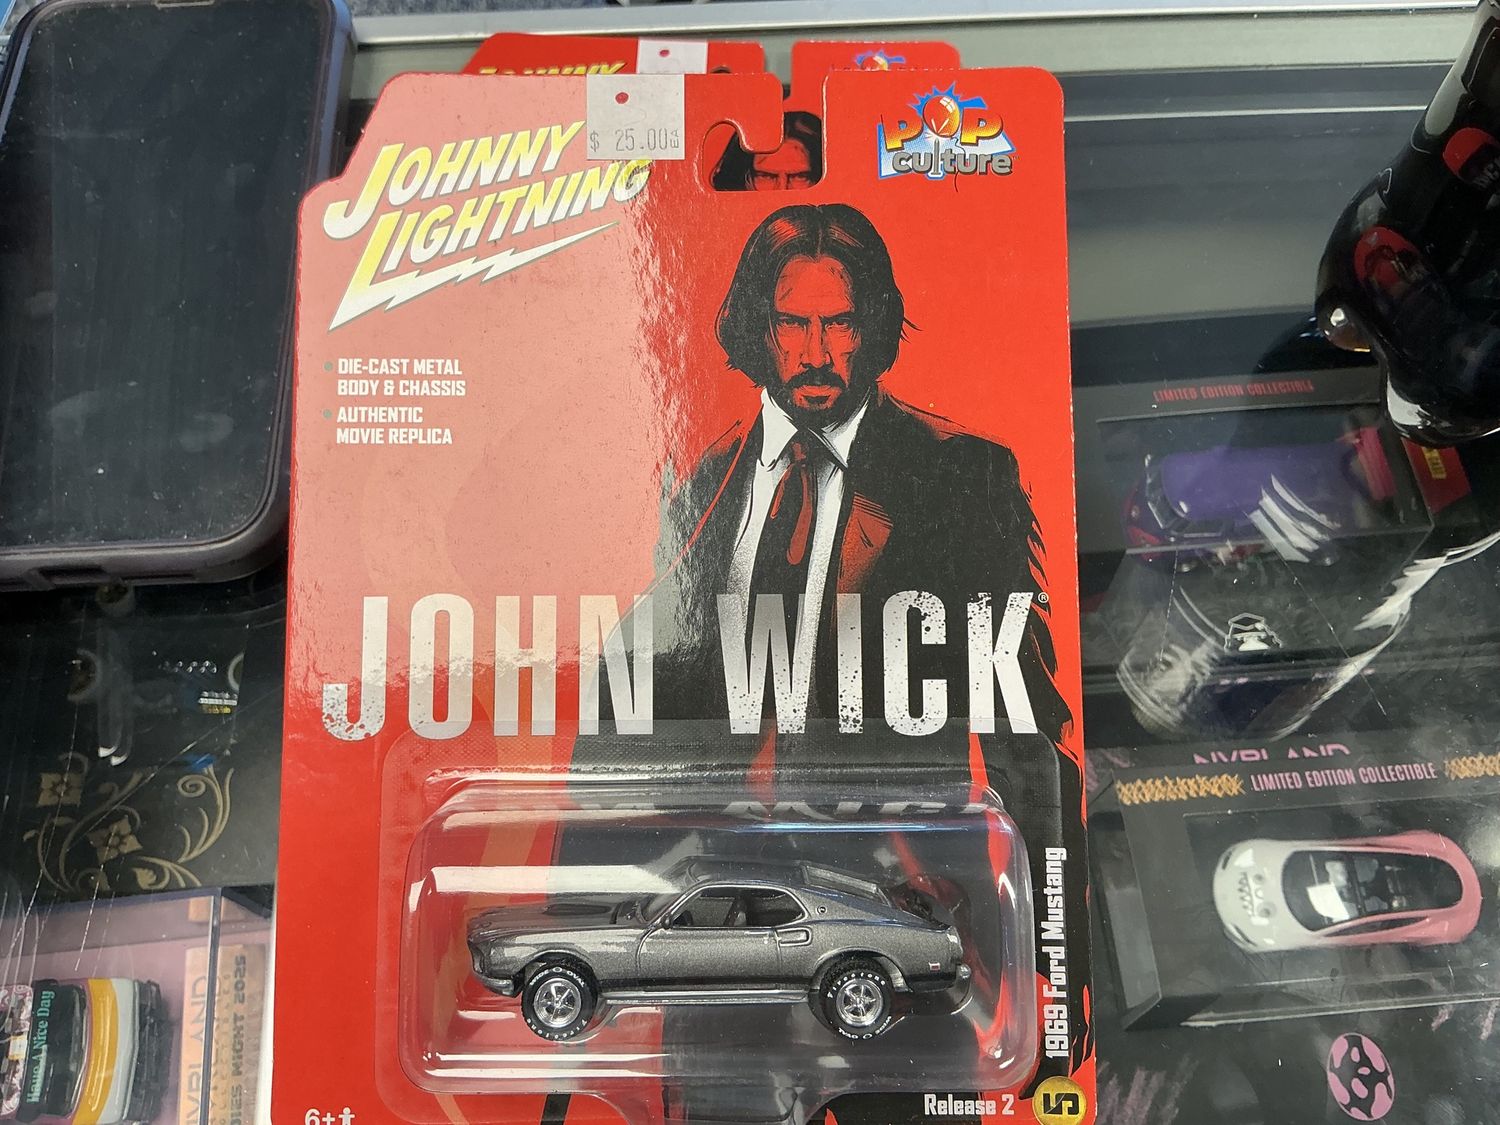 JOHNNY
$ 25.00
JOHNNY
LIGHTNING
POP
culture
DIE-CAST METAL
BODY & CHASSIS
AUTHENTIC
MOVIE REPLICA
JOHN WICK®
1969 Ford Mustang
Release 2
5
6+
LIMITED EDITION COLLECTIBLE
LIMITED EDITION COLLECTIBLE
Have A Nice Day